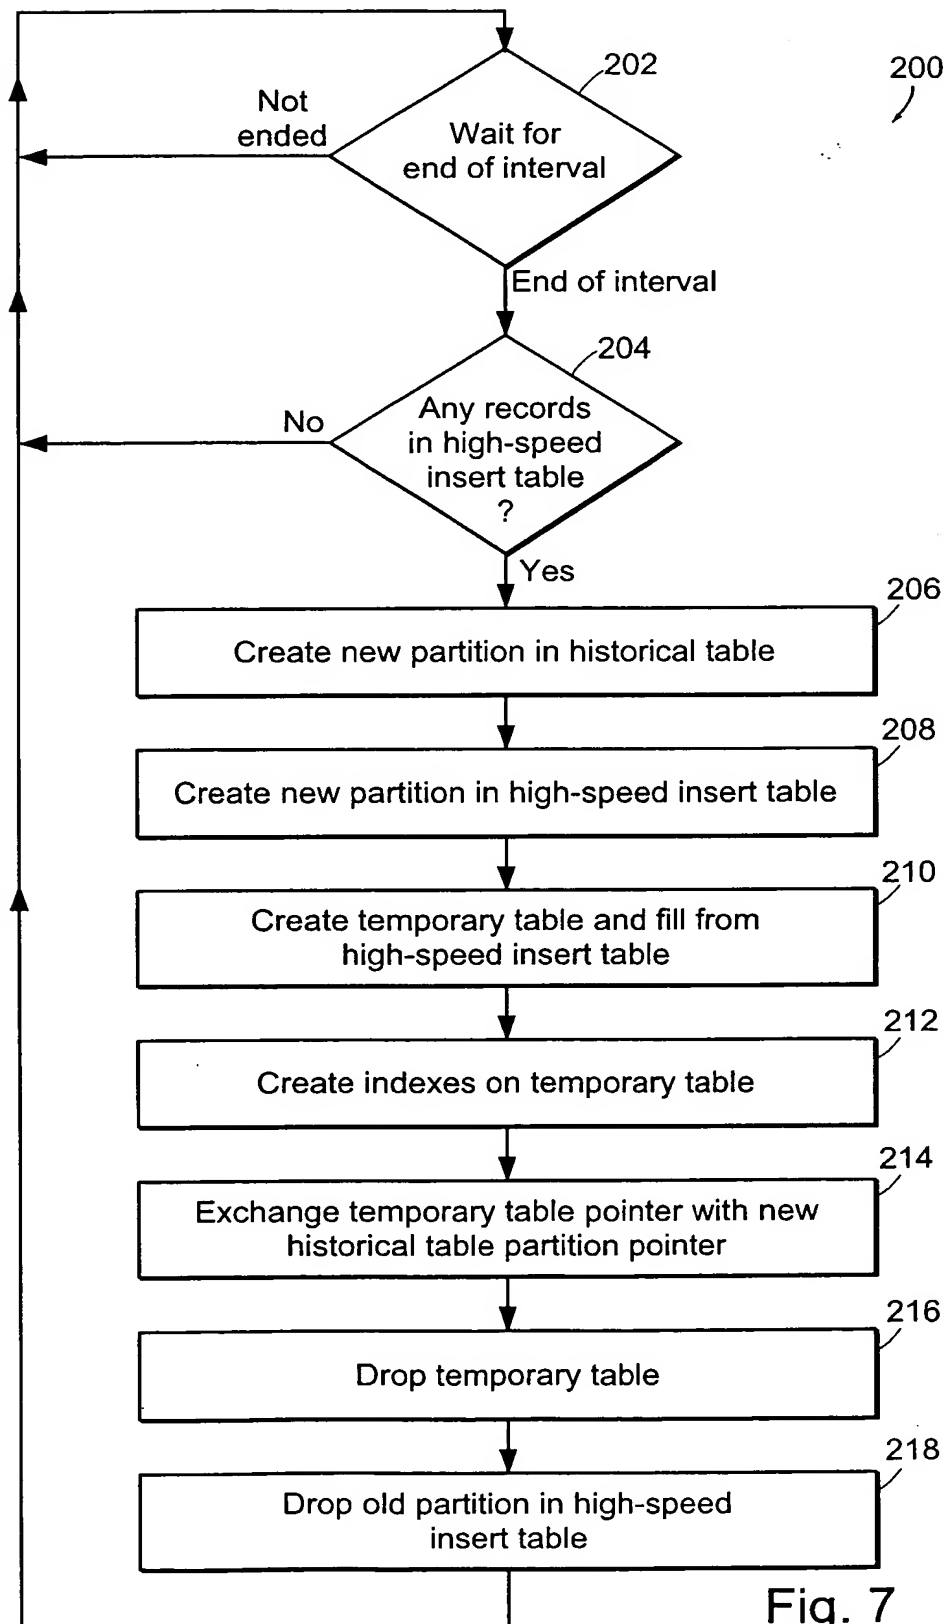 202
200
Not
ended
Wait for
end of interval
End of interval
204
No
Any records
in high-speed
insert table
?
Yes
206
Create new partition in historical table
208
Create new partition in high-speed insert table
210
Create temporary table and fill from
high-speed insert table
212
Create indexes on temporary table
214
Exchange temporary table pointer with new
historical table partition pointer
216
Drop temporary table
218
Drop old partition in high-speed
insert table
Fig. 7